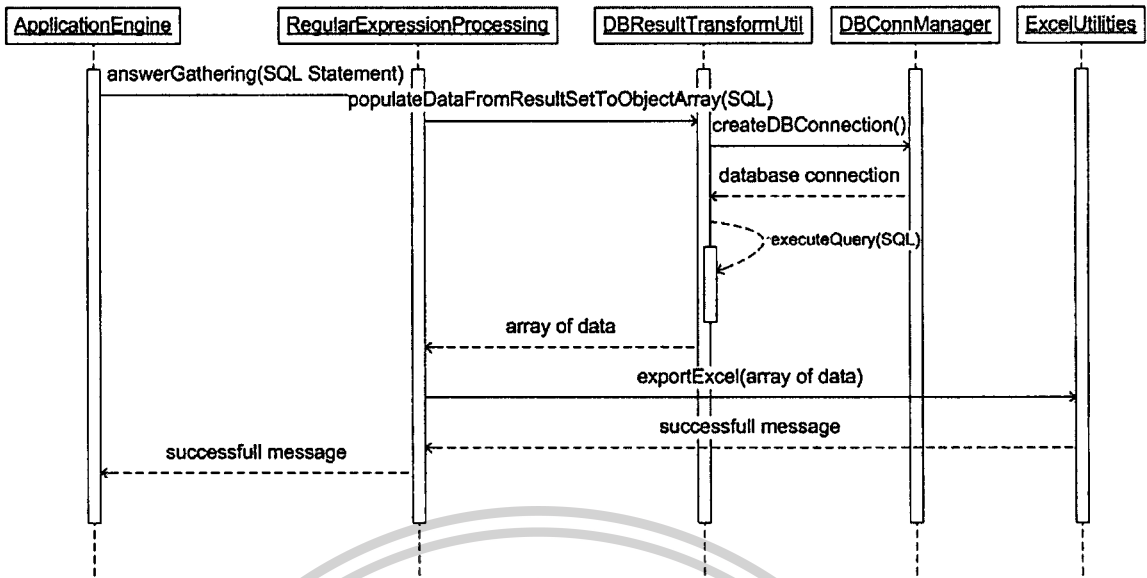 ApplicationEngine
RegularExpressionProcessing
DBResultTransformUtil
DBConnManager
ExcelUtilities
answerGathering(SQL Statement)
populateDataFromResultSetToObjectArray(SQL)
createDBConnection()
database connection
executeQuery(SQL)
array of data
exportExcel(array of data)
successfull message
successfull message